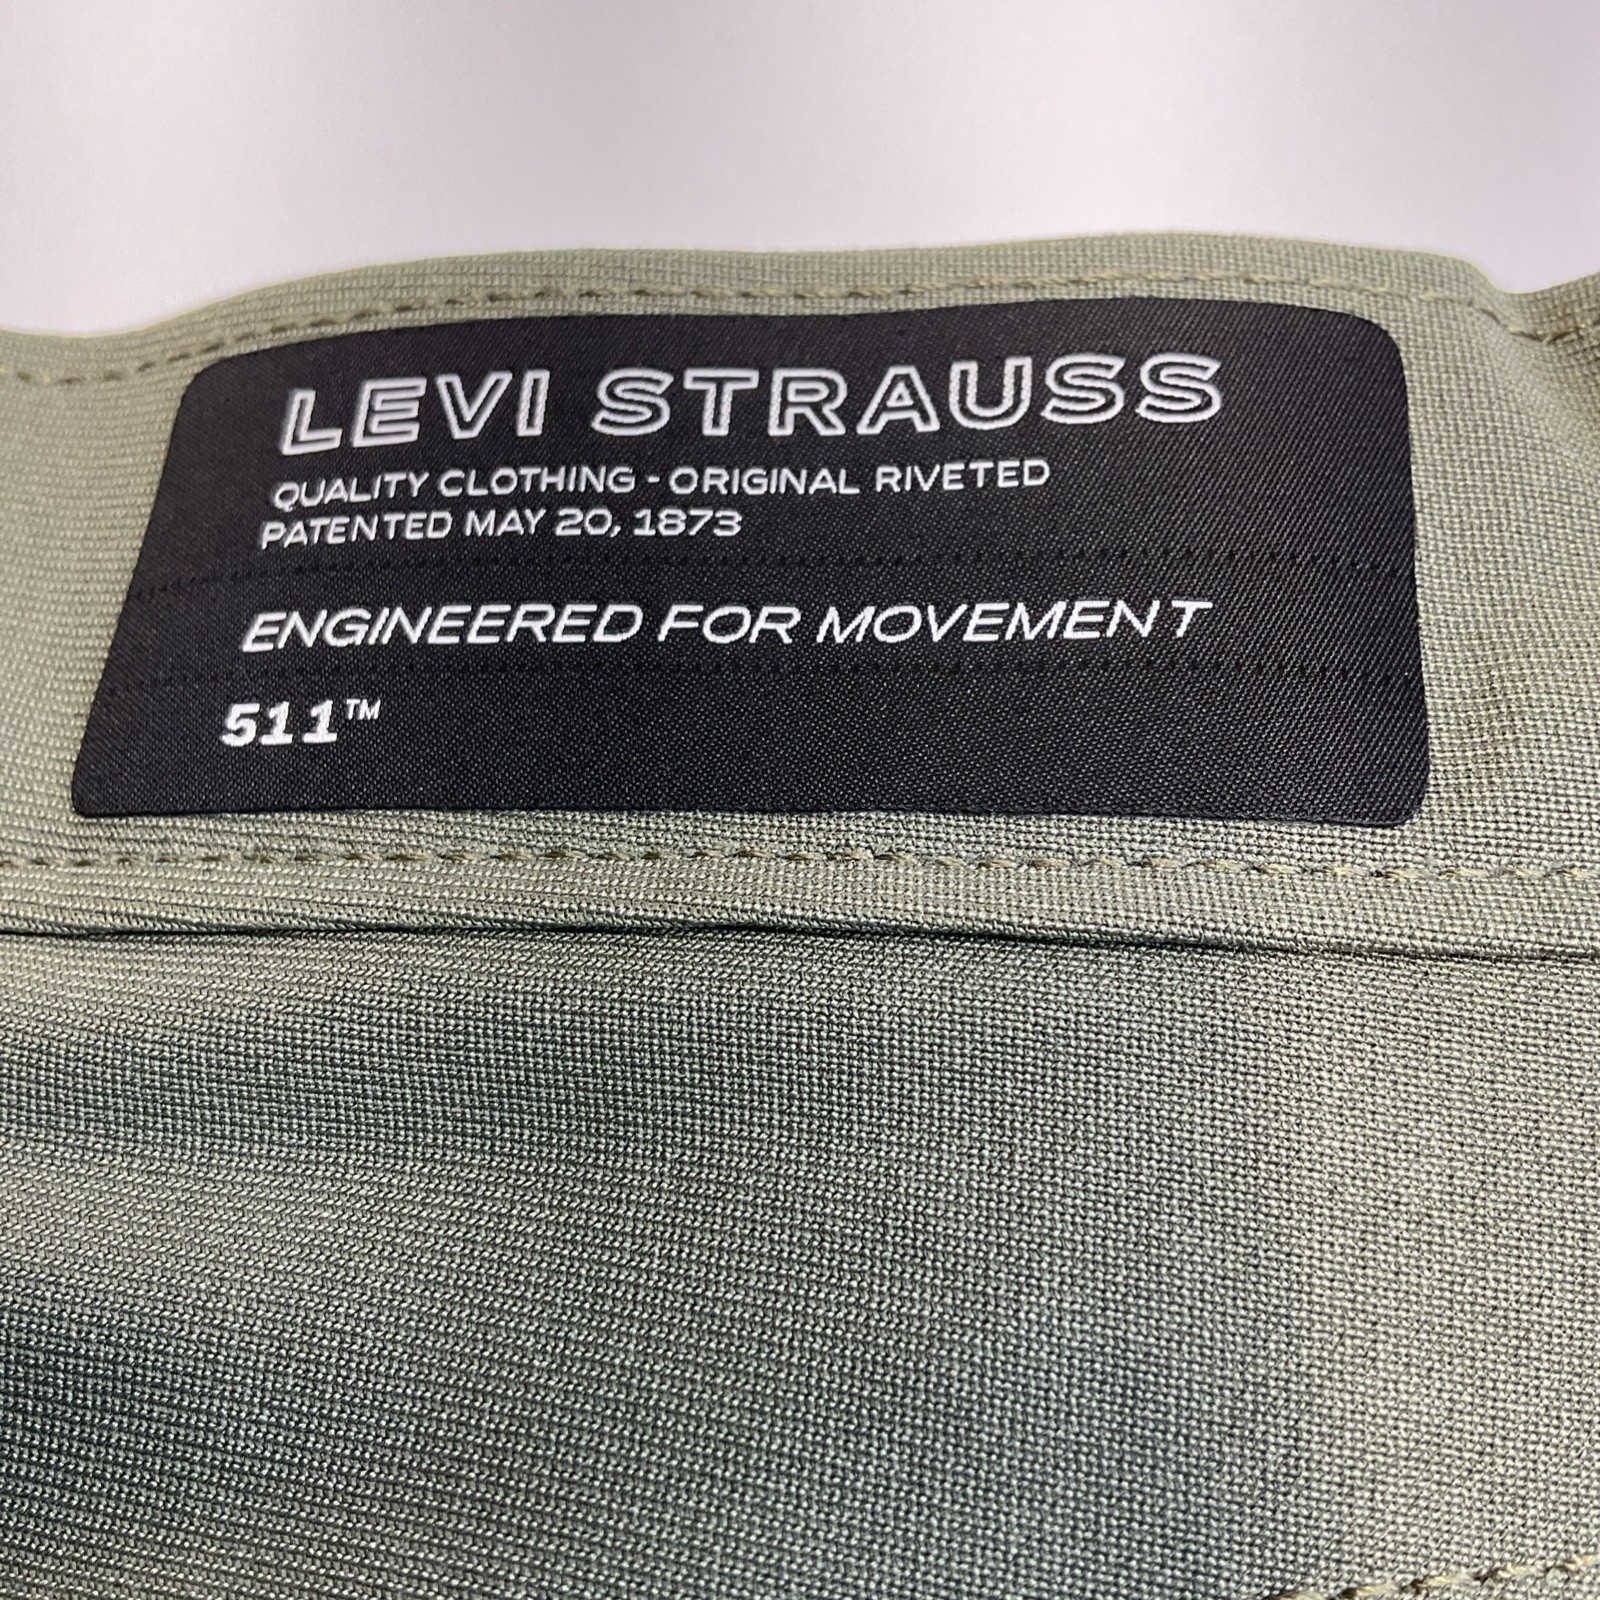 LEVI STRAUSS
QUALITY CLOTHING - ORIGINAL RIVETED
PATENTED MAY 20, 1873
ENGINEERED FOR MOVEMENT
511™